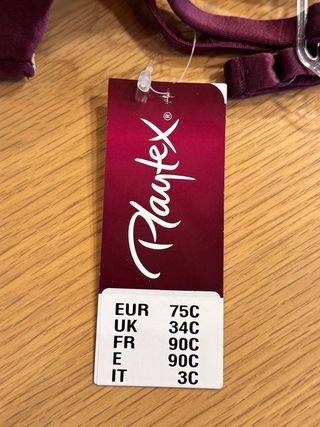 Playtex®
EUR 75C
UK 34C
FR 90C
E 90C
IT 3C